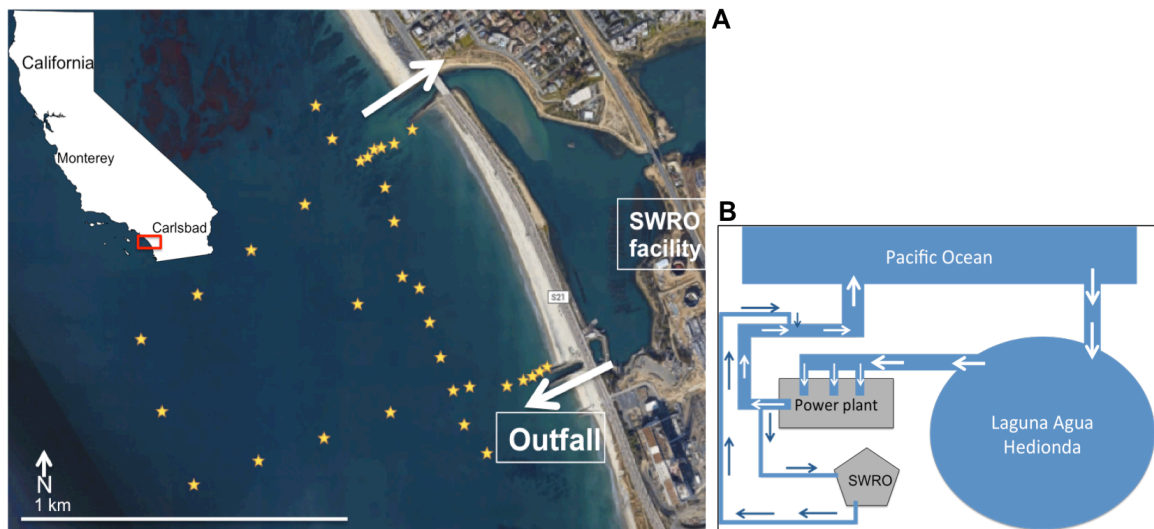 A
California
Monterey
Carlsbad
SWRO
facility
S21
Outfall
N
1 km
B
Pacific Ocean
Power plant
Laguna Agua
Hedionda
SWRO